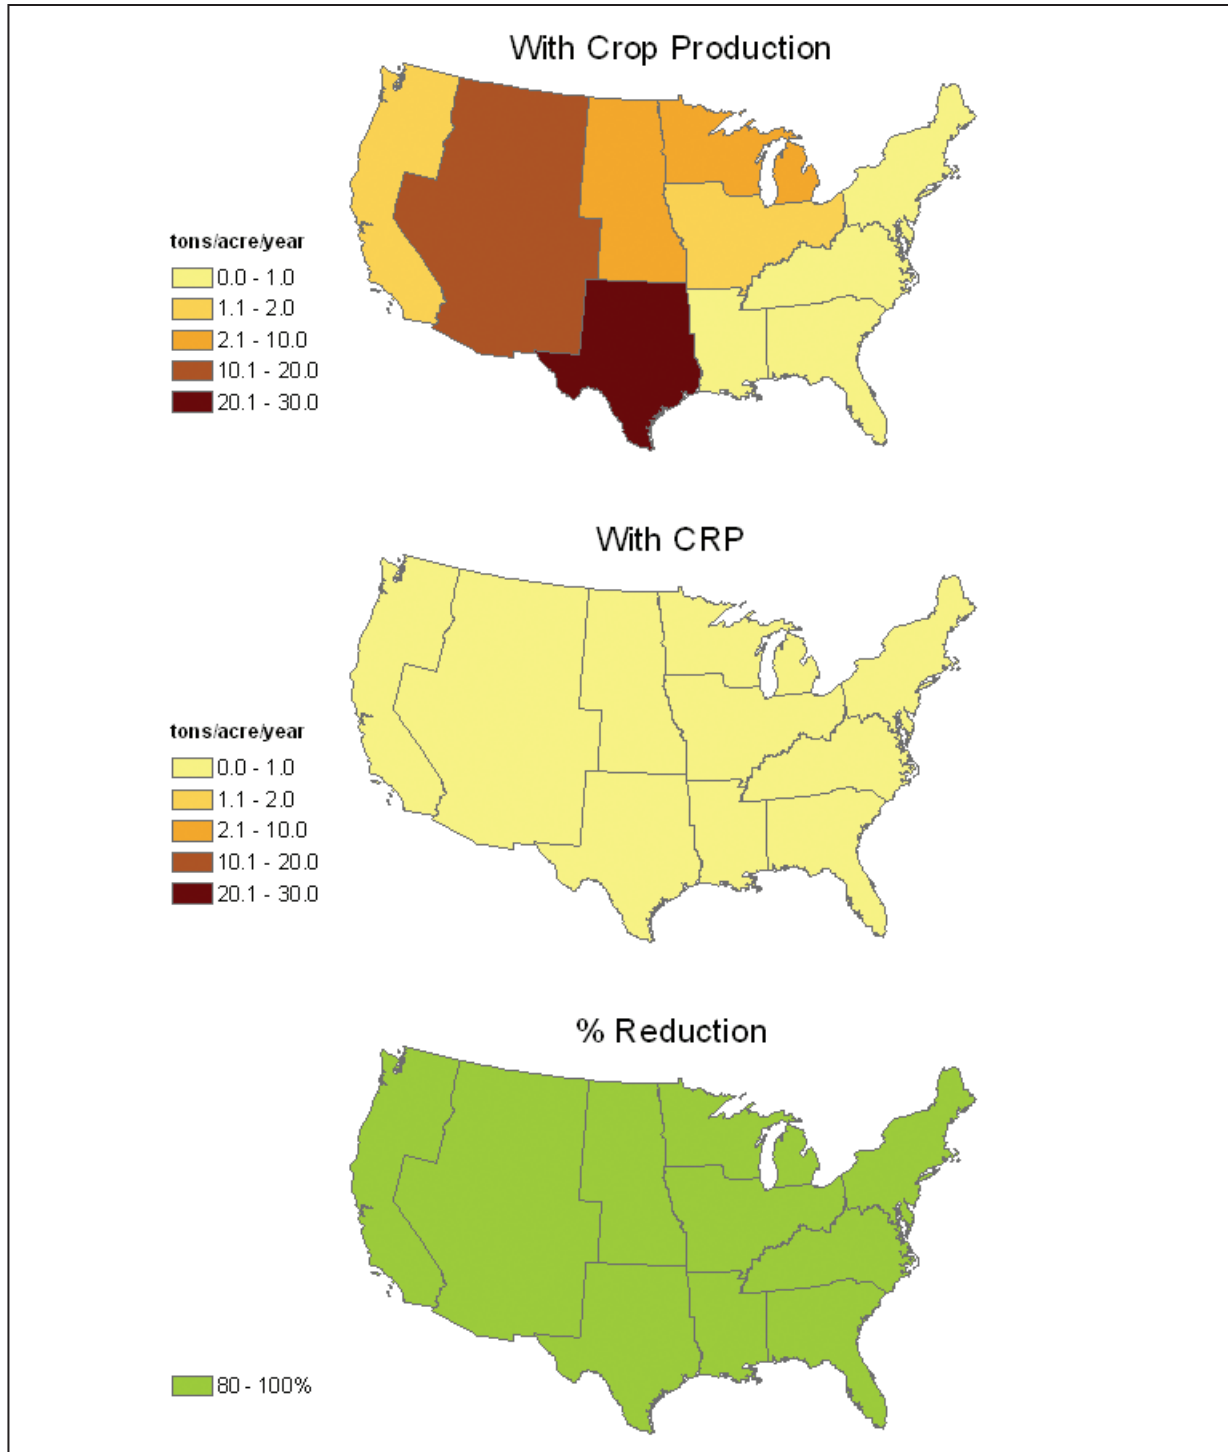 With Crop Production
tons/acre/year
0.0 - 1.0
1.1 - 2.0
2.1 - 10.0
10.1 - 20.0
20.1 - 30.0
With CRP
tons/acre/year
0.0 - 1.0
1.1 - 2.0
2.1 - 10.0
10.1 - 20.0
20.1 - 30.0
% Reduction
80 - 100%